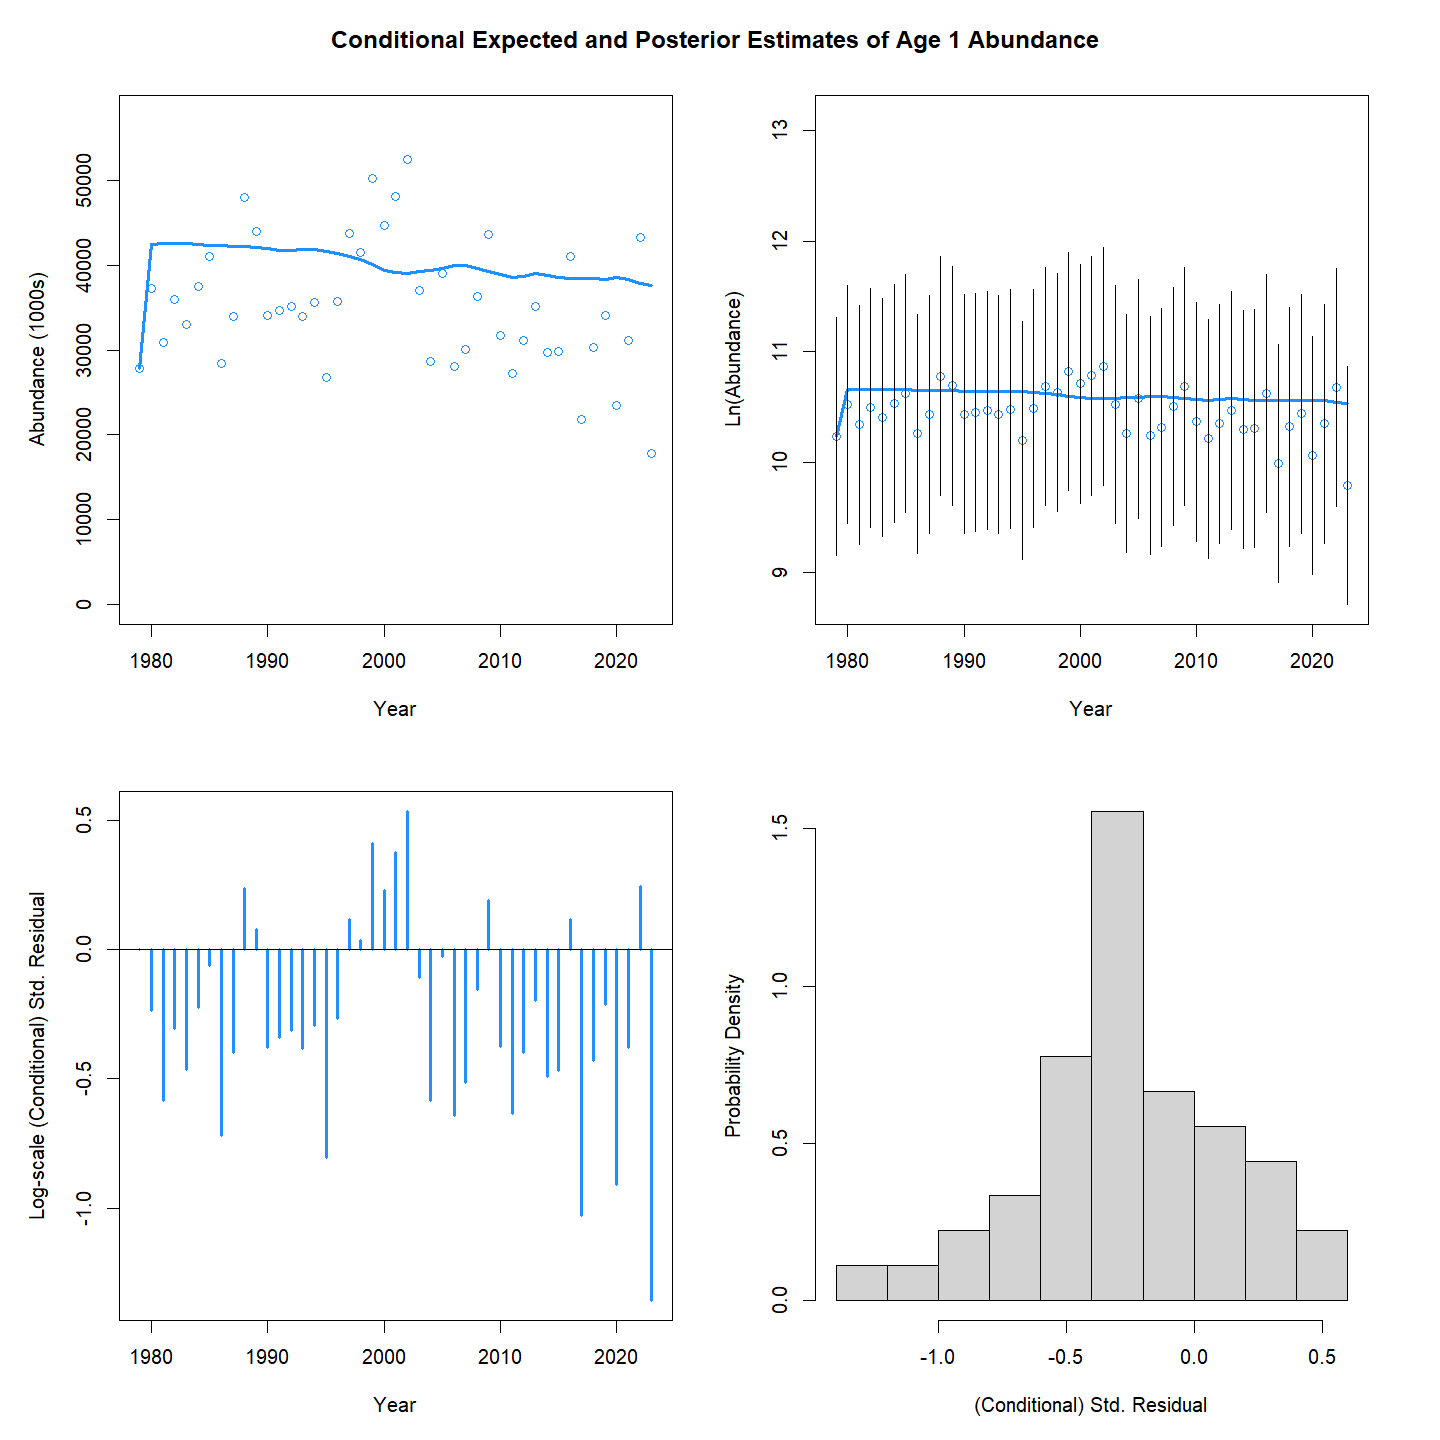 Conditional Expected and Posterior Estimates of Age 1 Abundance
Abundance (1000s)
50000
40000
30000
20000
10000
0
1980 1990 2000 2010 2020
Year
Ln(Abundance)
13
12
11
10
9
1980 1990 2000 2010 2020
Year
Log-scale (Conditional) Std. Residual
0.5
0.0
-0.5
-1.0
1980 1990 2000 2010 2020
Year
Probability Density
1.5
1.0
0.5
0.0
-1.0 -0.5 0.0 0.5
(Conditional) Std. Residual